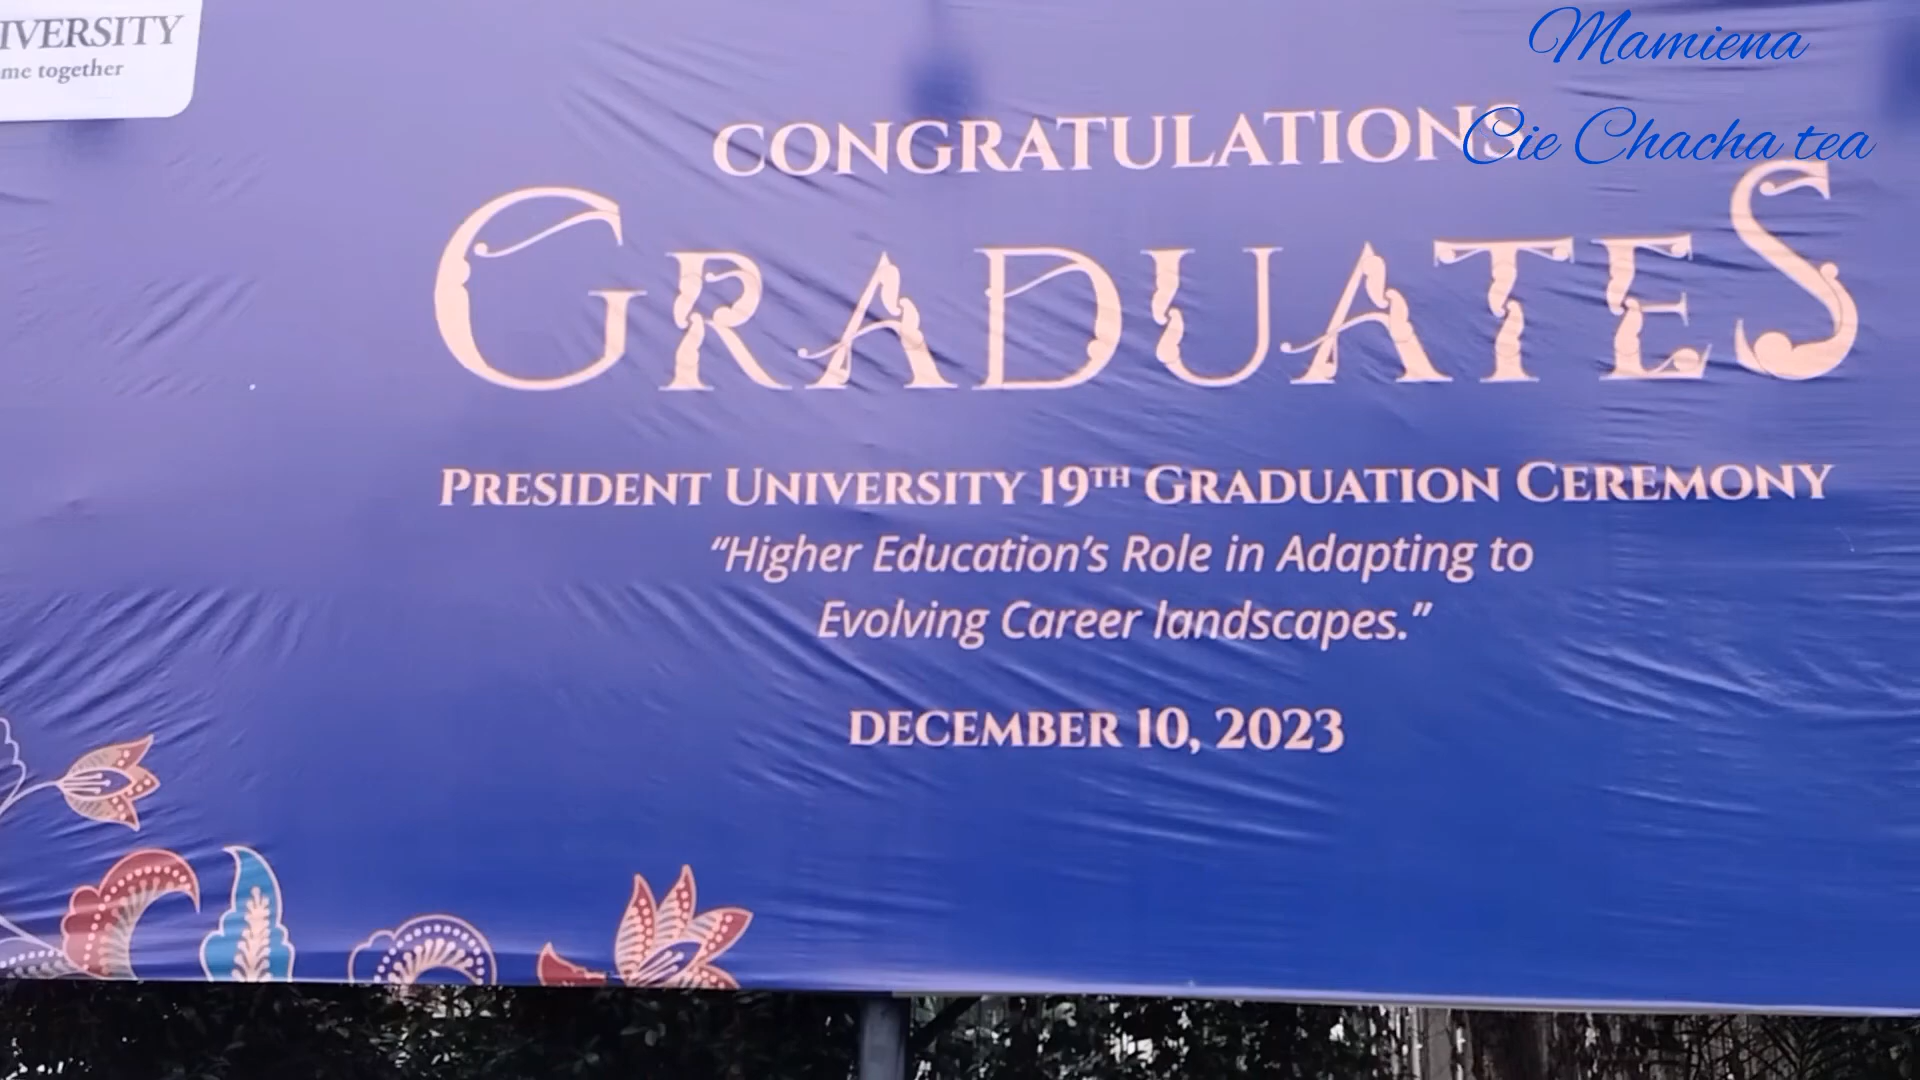 IVERSITY
me together
Mamiena
Cie Chacha tea
CONGRATULATIONS
GRADUATES
PRESIDENT UNIVERSITY 19TH GRADUATION CEREMONY
“Higher Education’s Role in Adapting to
Evolving Career landscapes.”
DECEMBER 10, 2023